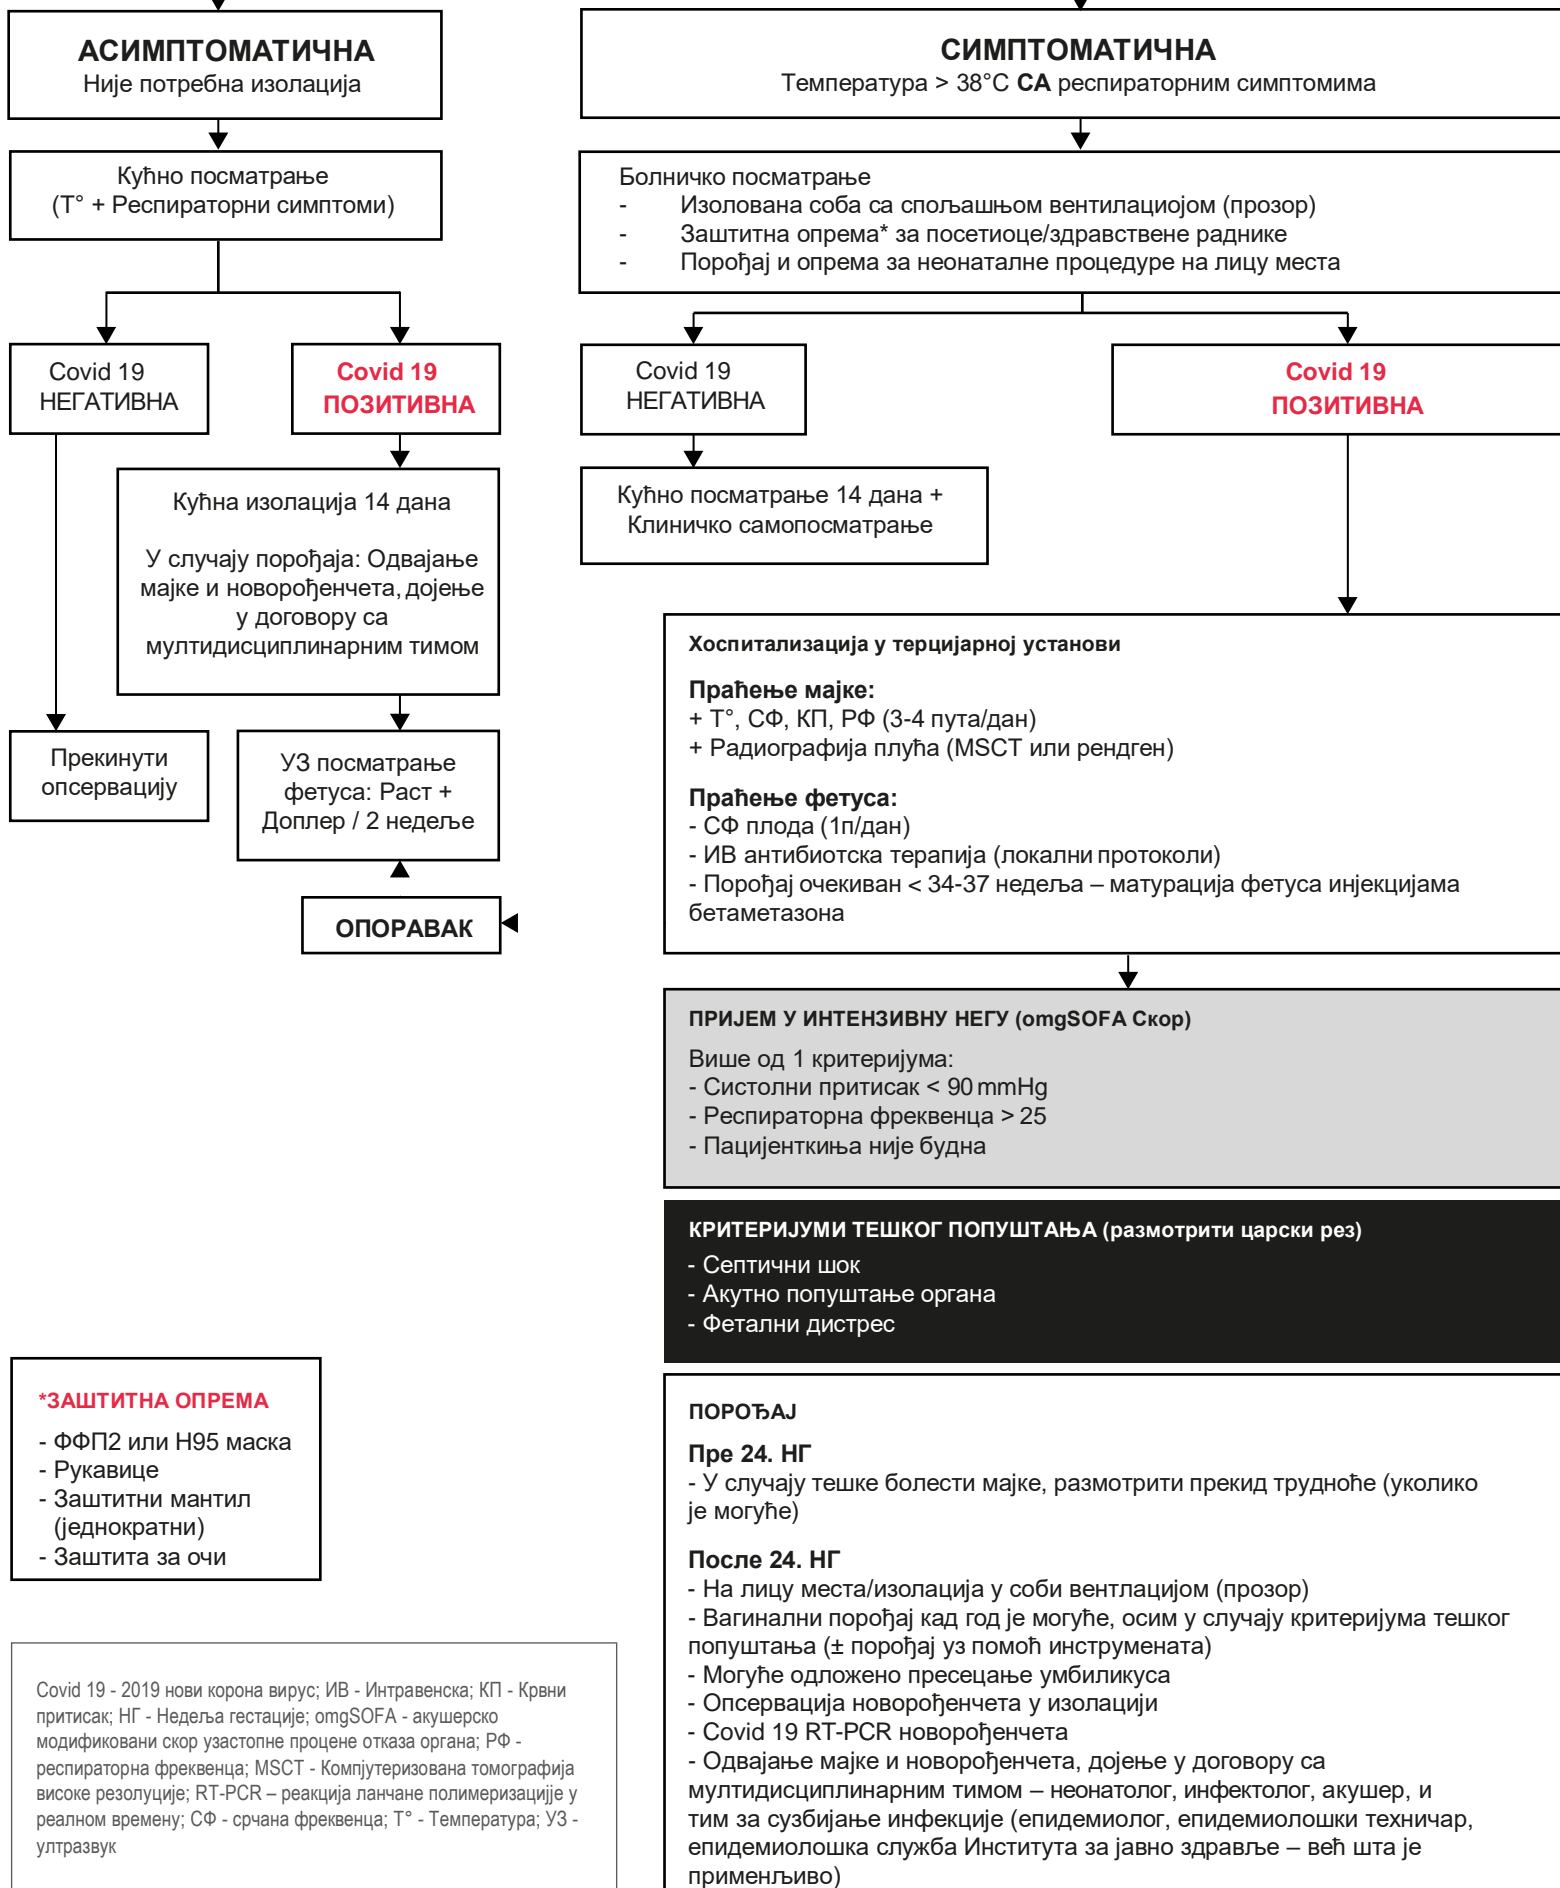 АСИМПТОМАТИЧНА
Није потребна изолација
СИМПТОМАТИЧНА
Температура > 38°C СА респираторним симптомима
Кућно посматрање
(Т° + Респираторни симптоми)
Болничко посматрање
- Изолована соба са спољашњом вентилациојом (прозор)
- Заштитна опрема* за посетиоце/здравствене раднике
- Порођај и опрема за неонаталне процедуре на лицу места
Covid 19
НЕГАТИВНА
Covid 19
ПОЗИТИВНА
Covid 19
НЕГАТИВНА
Covid 19
ПОЗИТИВНА
Кућна изолација 14 дана
У случају порођаја: Одвајање
мајке и новорођенчета, дојење
у договору са
мултидисциплинарним тимом
Кућно посматрање 14 дана +
Клиничко самопосматрање
Прекинути
опсервацију
УЗ посматрање
фетуса: Раст +
Доплер / 2 недеље
ОПОРАВАК
Хоспитализација у терцијарној установи
Праћење мајке:
+ Т°, СФ, КП, РФ (3-4 пута/дан)
+ Радиографија плућа (MSCT или рендген)
Праћење фетуса:
- СФ плода (1п/дан)
- ИВ антибиотска терапија (локални протоколи)
- Порођај очекиван < 34-37 недеља – матурација фетуса инјекцијама
бетаметазона
ПРИЈЕМ У ИНТЕНЗИВНУ НЕГУ (omgSOFA Скор)
Више од 1 критеријума:
- Систолни притисак < 90 mmHg
- Респираторна фреквенца > 25
- Пацијенткиња није будна
КРИТЕРИЈУМИ ТЕШКОГ ПОПУШТАЊА (размотрити царски рез)
- Септични шок
- Акутно попуштање органа
- Фетални дистрес
*ЗАШТИТНА ОПРЕМА
- ФФП2 или Н95 маска
- Рукавице
- Заштитни мантил
(једнократни)
- Заштита за очи
ПОРОЂАЈ
Пре 24. НГ
- У случају тешке болести мајке, размотрити прекид трудноће (уколико
је могуће)
После 24. НГ
- На лицу места/изолација у соби вентлацијом (прозор)
- Вагинални порођај кад год је могуће, осим у случају критеријума тешког
попуштања (± порођај уз помоћ инструмената)
- Могуће одложено пресецање умбиликуса
- Опсервација новорођенчета у изолацији
- Covid 19 RT-PCR новорођенчета
- Одвајање мајке и новорођенчета, дојење у договору са
мултидисциплинарним тимом – неонатолог, инфектолог, акушер, и
тим за сузбијање инфекције (епидемиолог, епидемиолошки техничар,
епидемиолошка служба Института за јавно здравље – већ шта је
применљиво)
Covid 19 - 2019 нови корона вирус; ИВ - Интравенска; КП - Крвни
притисак; НГ - Недеља гестације; omgSOFA - акушерско
модификовани скор узастопне процене отказа органа; РФ -
респираторна фреквенца; MSCT - Компјутеризована томографија
високе резолуције; RT-PCR – реакција ланчане полимеризацијје у
реалном времену; СФ - срчана фреквенца; Т° - Температура; УЗ -
ултразвук